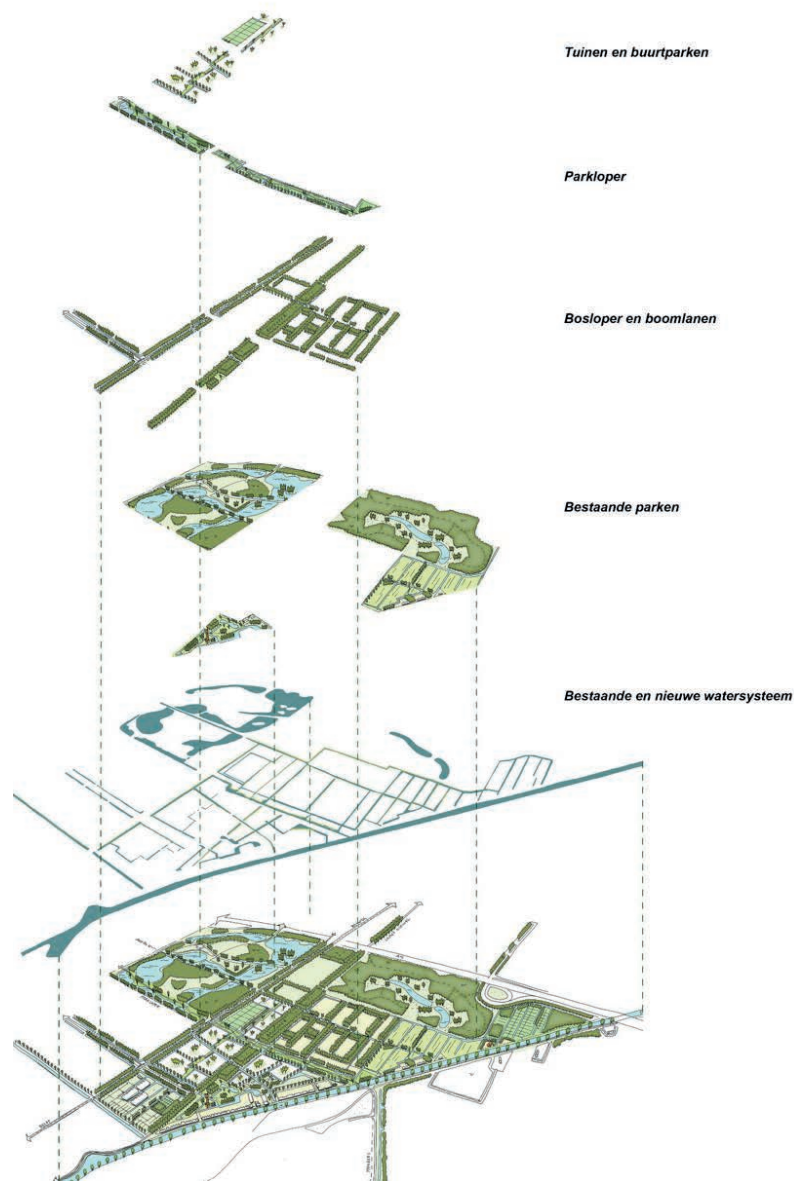 Tuinen en buurtparken
Parkloper
Bosloper en boomlanen
Bestaande parken
Bestaande en nieuwe watersysteem